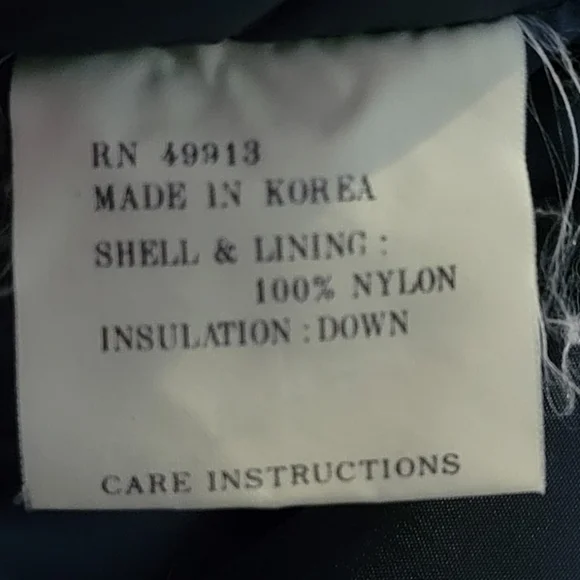 RN 49913
MADE IN KOREA
SHELL & LINING :
100% NYLON
INSULATION : DOWN
CARE INSTRUCTIONS